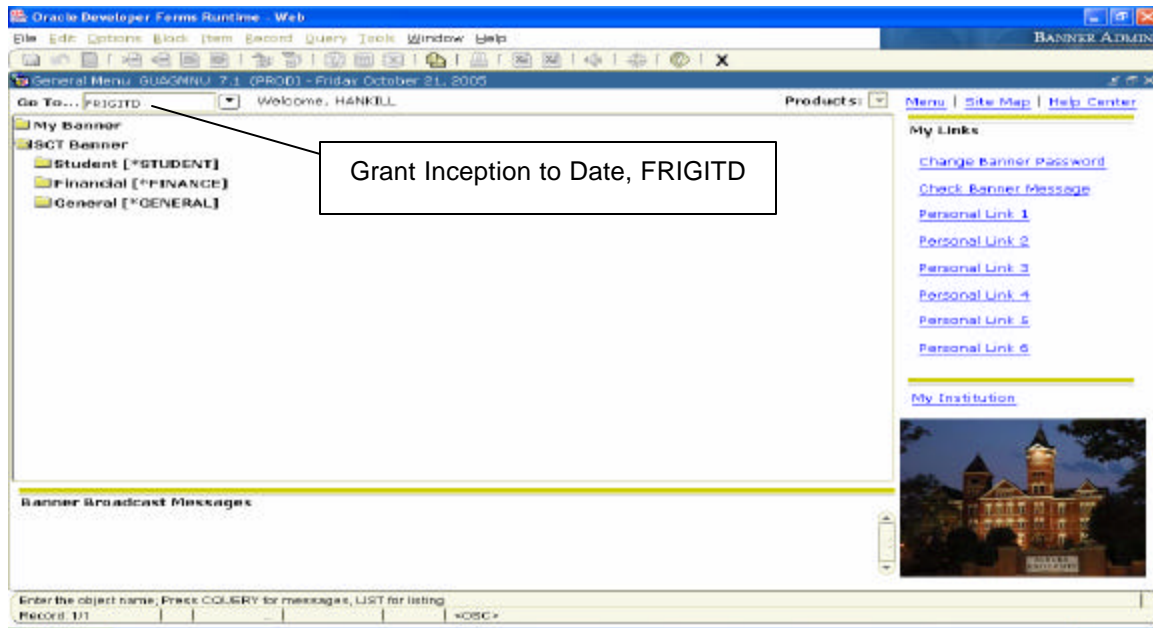 Oracle Developer Forms Runtime - Web
File Edit Options Block Item Record Query Tools Window Help
BANNER ADMIN
General Menu GUAGMNU 7.1 (PROD) - Friday October 21, 2005
Go To... FRIGITD Welcome, HANKILL Products: Menu | Site Map | Help Center
My Banner
SCT Banner
Student [*STUDENT]
Financial [*FINANCE]
General [*GENERAL]
Grant Inception to Date, FRIGITD
My Links
Change Banner Password
Check Banner Message
Personal Link 1
Personal Link 2
Personal Link 3
Personal Link 4
Personal Link 5
Personal Link 6
My Institution
Banner Broadcast Messages
Enter the object name; Press CQUERY for messages, LIST for listing
Record: 1/1 <OSC>